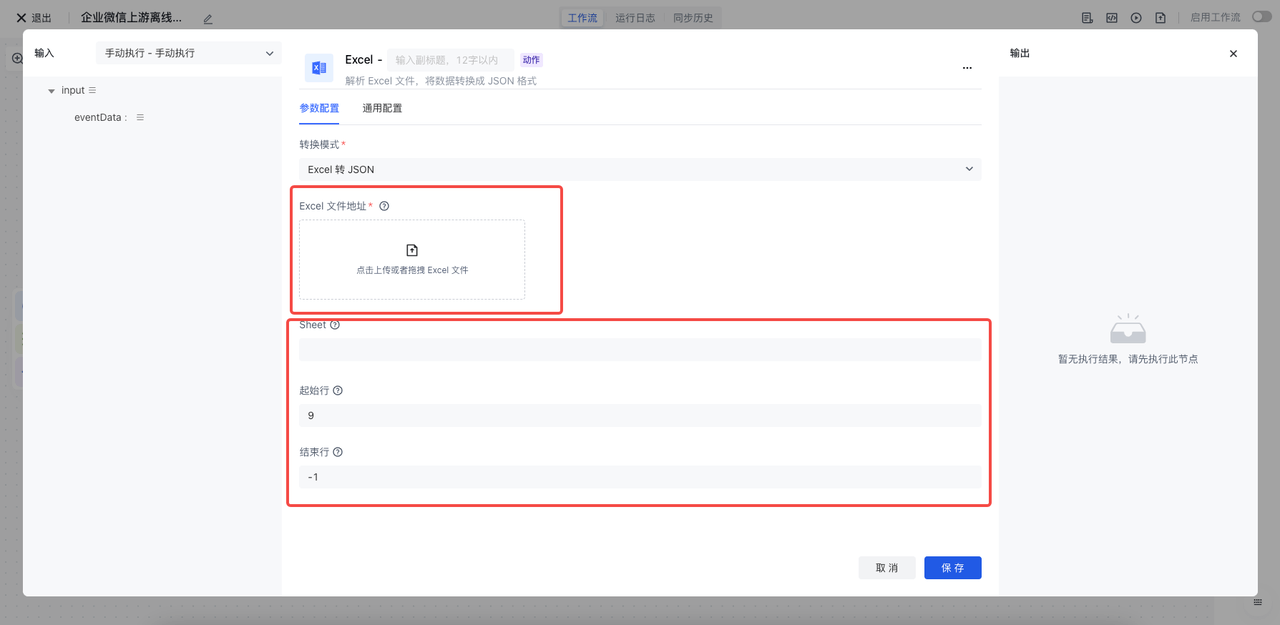 退出
企业微信上游离线...
工作流
运行日志
同步历史
启用工作流
输入
手动执行 - 手动执行
input
eventData :
Excel -
输入副标题，12字以内
动作
解析 Excel 文件，将数据转换成 JSON 格式
参数配置
通用配置
转换模式*
Excel 转 JSON
Excel 文件地址*
点击上传或者拖拽 Excel 文件
Sheet
起始行
9
结束行
-1
取 消
保 存
输出
暂无执行结果，请先执行此节点